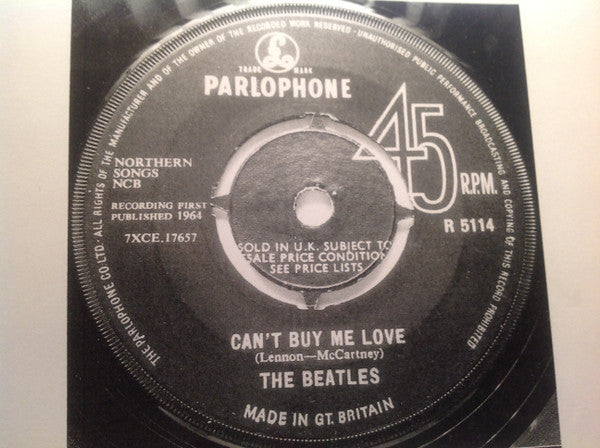 THE PARLOPHONE CO LTD · ALL RIGHTS OF THE MANUFACTURER AND OF THE OWNER OF THE RECORDED WORK RESERVED · UNAUTHORISED PUBLIC PERFORMANCE BROADCASTING AND COPYING OF THIS RECORD PROHIBITED
TRADE MARK
PARLOPHONE
45
R.P.M.
R 5114
NORTHERN
SONGS
NCB
RECORDING FIRST
PUBLISHED 1964
7XCE.17657
SOLD IN U.K. SUBJECT TO
RESALE PRICE CONDITIONS
SEE PRICE LISTS
CAN'T BUY ME LOVE
(Lennon—McCartney)
THE BEATLES
MADE IN GT. BRITAIN